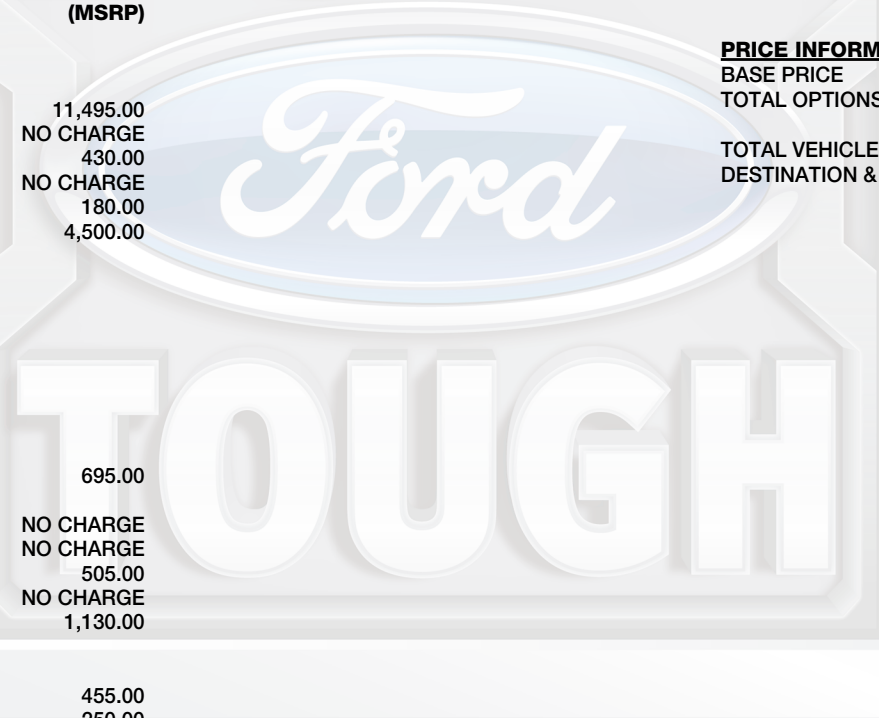 (MSRP)
11,495.00
NO CHARGE
430.00
NO CHARGE
180.00
4,500.00
695.00
NO CHARGE
NO CHARGE
505.00
NO CHARGE
1,130.00
455.00
250.00
PRICE INFORM
BASE PRICE
TOTAL OPTIONS
TOTAL VEHICLE
DESTINATION &
Ford
TOUGH